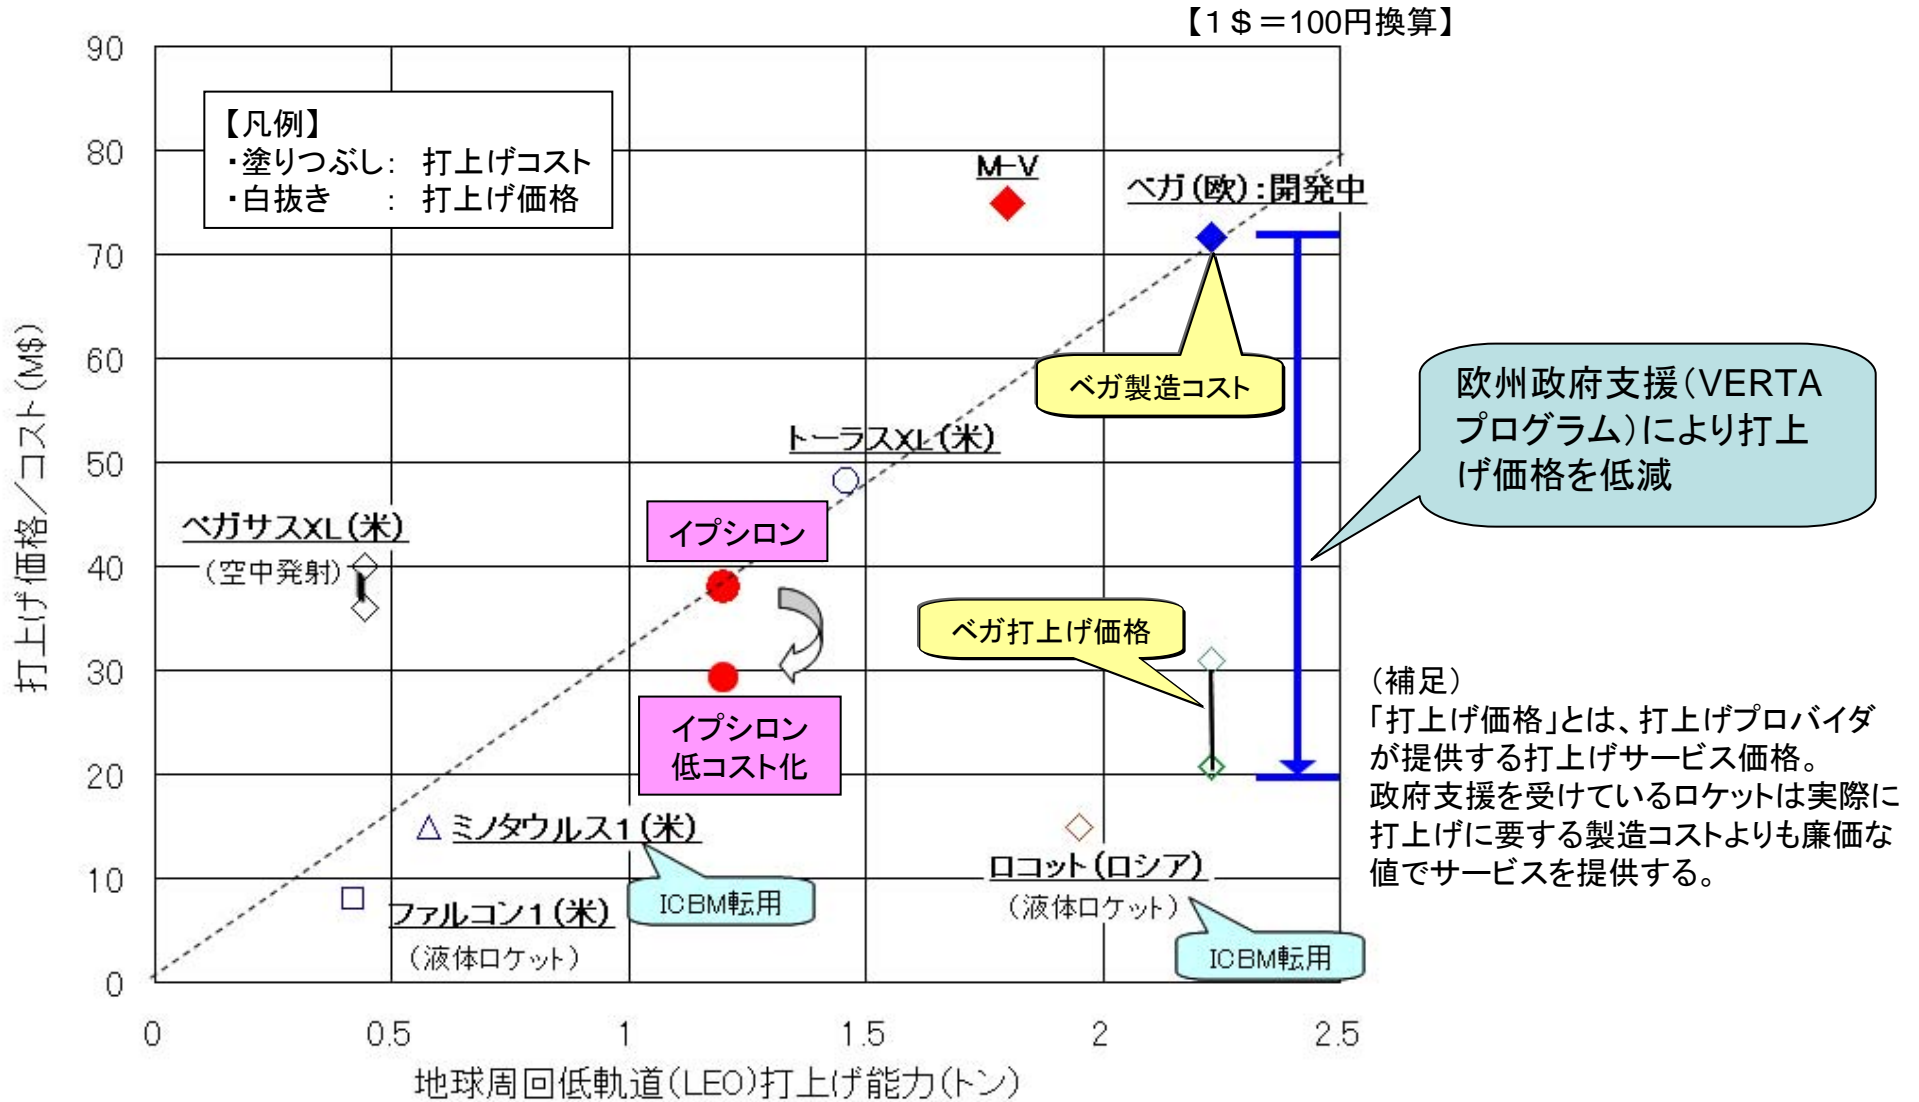 【1＄＝100円換算】
90
80
70
60
50
40
30
20
10
0
打上げ価格／コスト(M$)
【凡例】
・塗りつぶし： 打上げコスト
・白抜き ： 打上げ価格
M-V
ベガ(欧)：開発中
ベガ製造コスト
欧州政府支援(VERTA
プログラム)により打上
げ価格を低減
トーラスXL(米)
ペガサスXL(米)
(空中発射)
イプシロン
ベガ打上げ価格
イプシロン
低コスト化
(補足)
「打上げ価格」とは、打上げプロバイダ
が提供する打上げサービス価格。
政府支援を受けているロケットは実際に
打上げに要する製造コストよりも廉価な
値でサービスを提供する。
ミノタウルス1(米)
ICBM転用
ロコット(ロシア)
(液体ロケット)
ICBM転用
ファルコン1(米)
(液体ロケット)
0
0.5
1
1.5
2
2.5
地球周回低軌道(LEO)打上げ能力(トン)